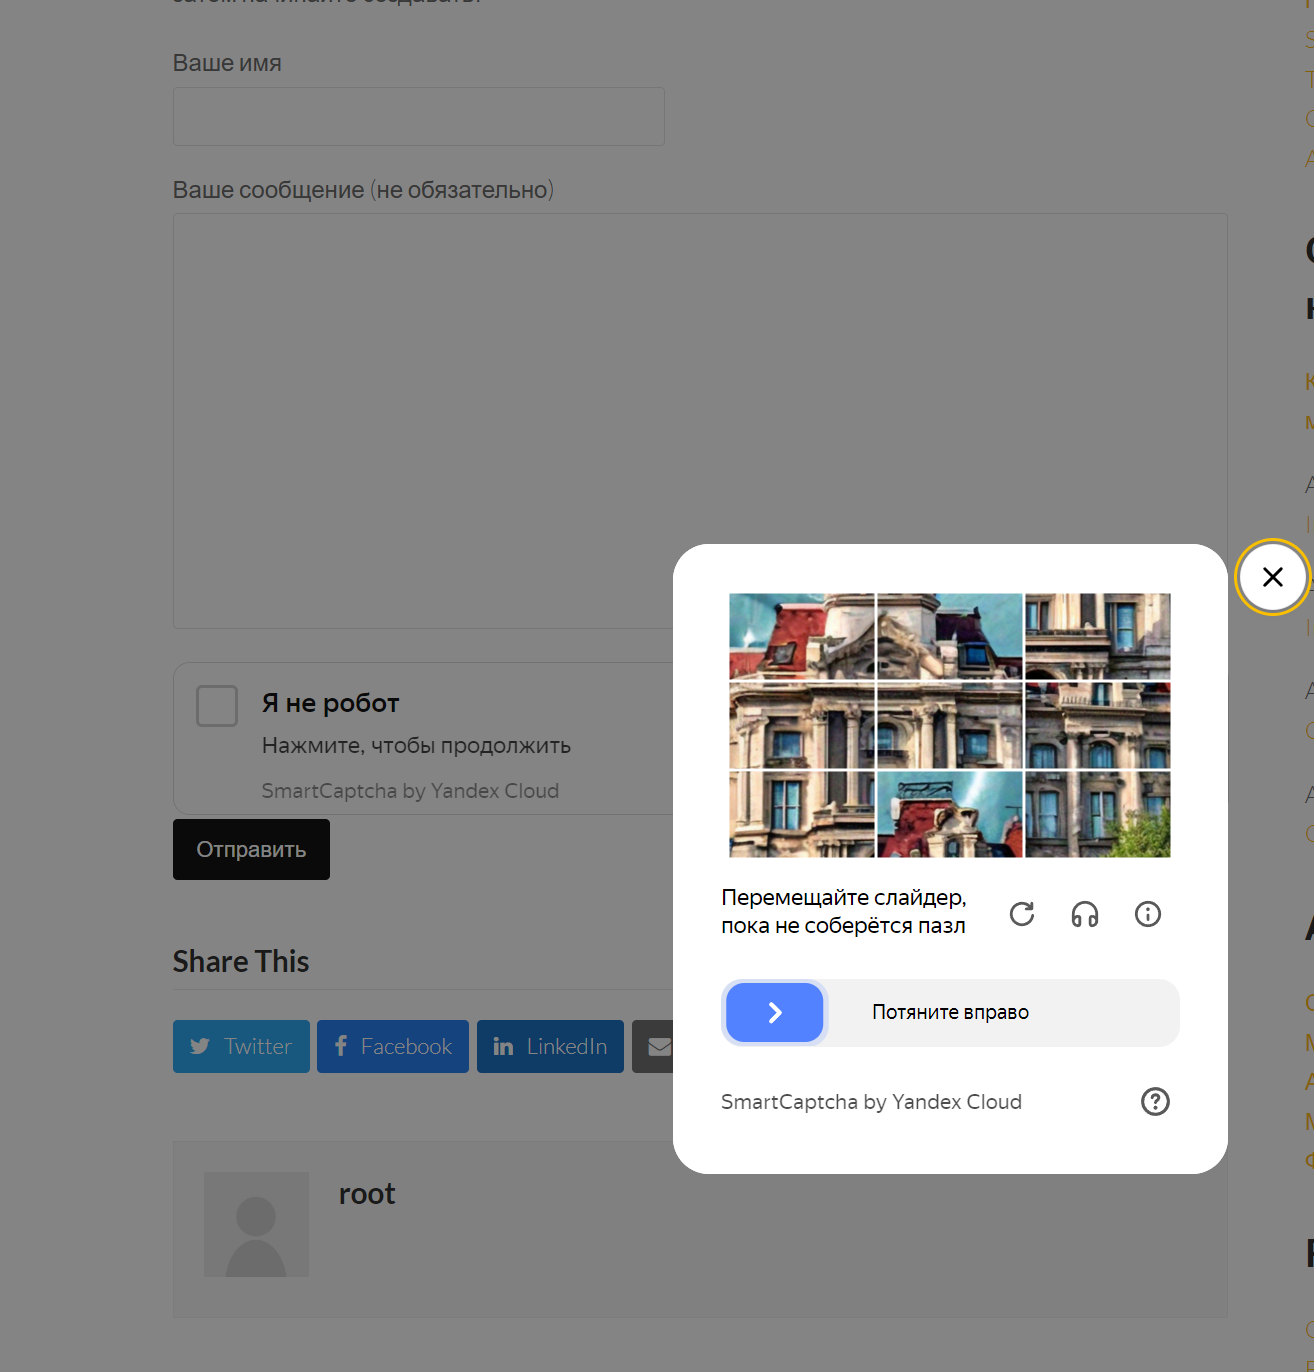 Ваше имя
Ваше сообщение (не обязательно)
Я не робот
Нажмите, чтобы продолжить
SmartCaptcha by Yandex Cloud
Отправить
Перемещайте слайдер,
пока не соберётся пазл
Потяните вправо
SmartCaptcha by Yandex Cloud
Share This
Twitter
Facebook
LinkedIn
root